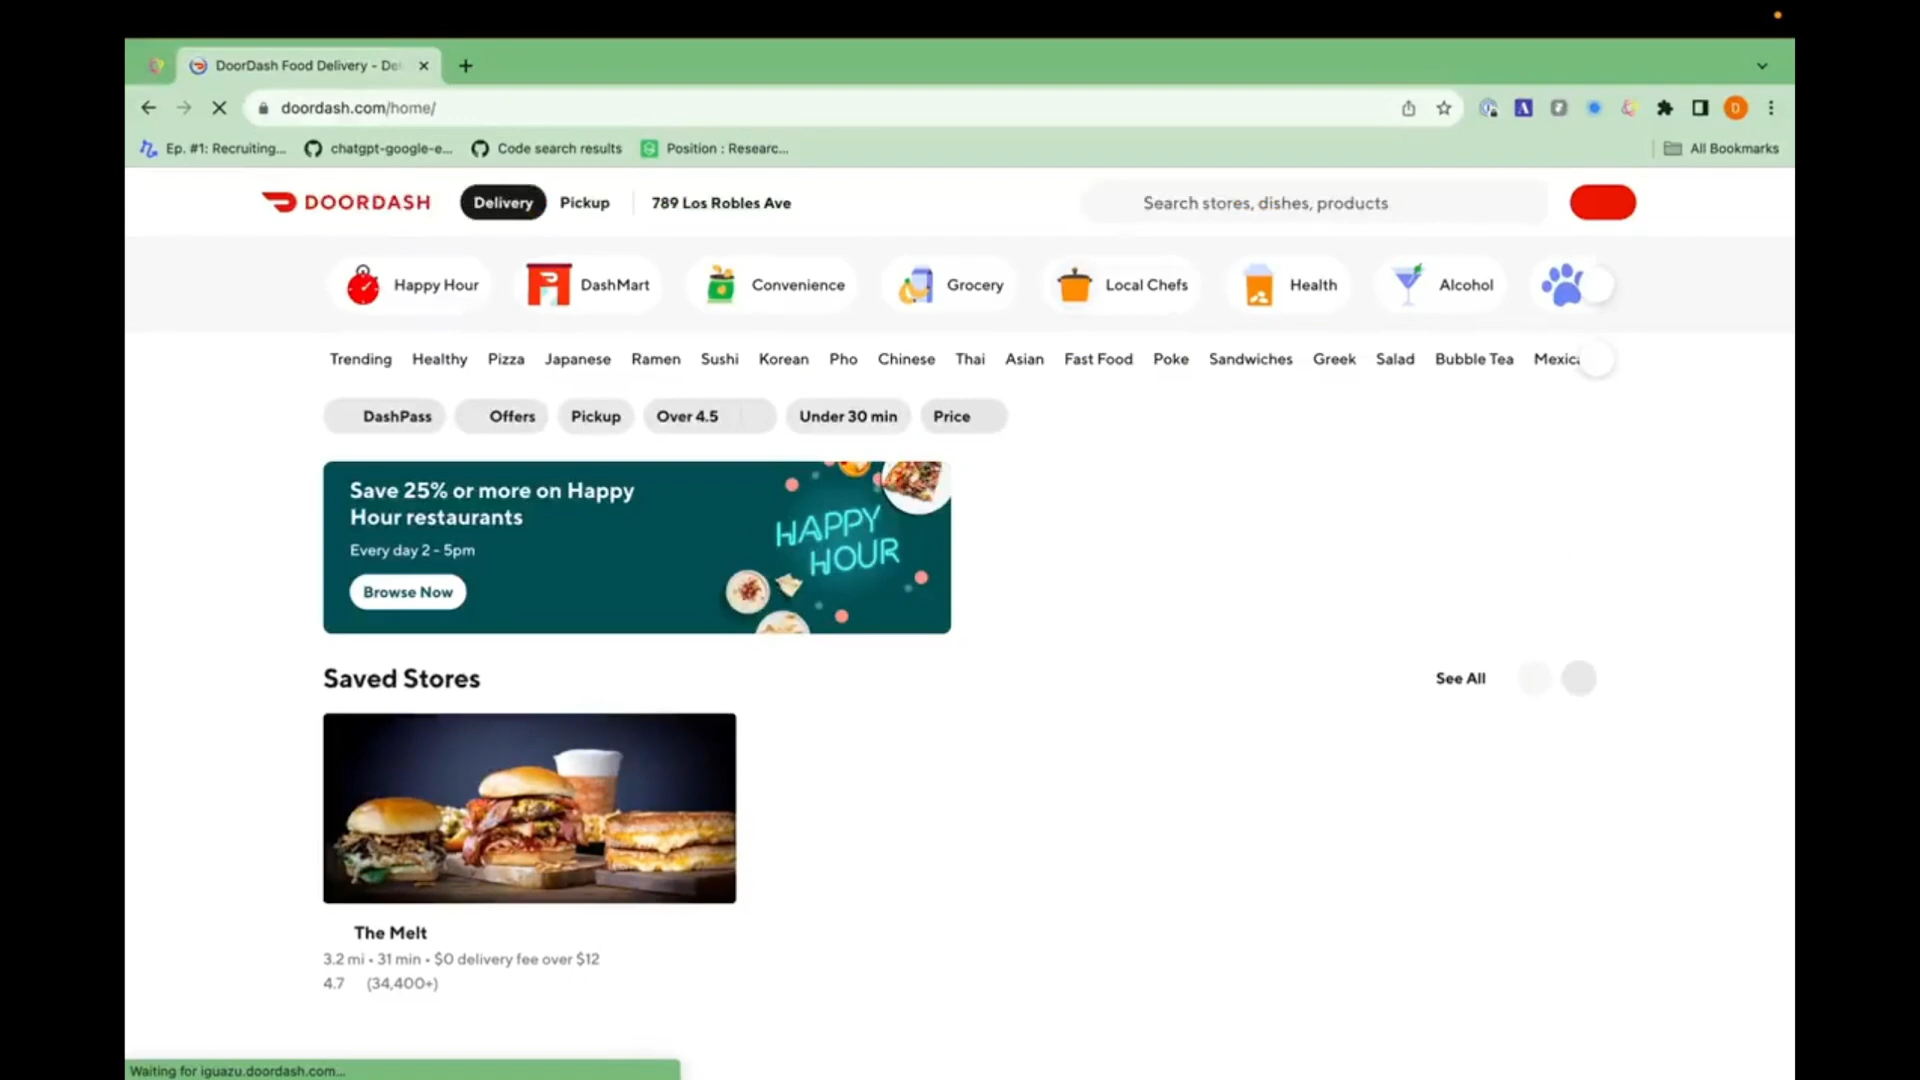 DoorDash Food Delivery - De
doordash.com/home/
Ep. #1: Recruiting...
chatgpt-google-e...
Code search results
Position : Researc...
All Bookmarks
DOORDASH
Delivery
Pickup
789 Los Robles Ave
Search stores, dishes, products
D
Happy Hour
DashMart
Convenience
Grocery
Local Chefs
Health
Alcohol
Trending Healthy Pizza Japanese Ramen Sushi Korean Pho Chinese Thai Asian Fast Food Poke Sandwiches Greek Salad Bubble Tea Mexic
DashPass
Offers
Pickup
Over 4.5
Under 30 min
Price
Save 25% or more on Happy
Hour restaurants
Every day 2 - 5pm
Browse Now
HAPPY
HOUR
Saved Stores
See All
The Melt
3.2 mi • 31 min • $0 delivery fee over $12
4.7 (34,400+)
Waiting for iguazu.doordash.com...